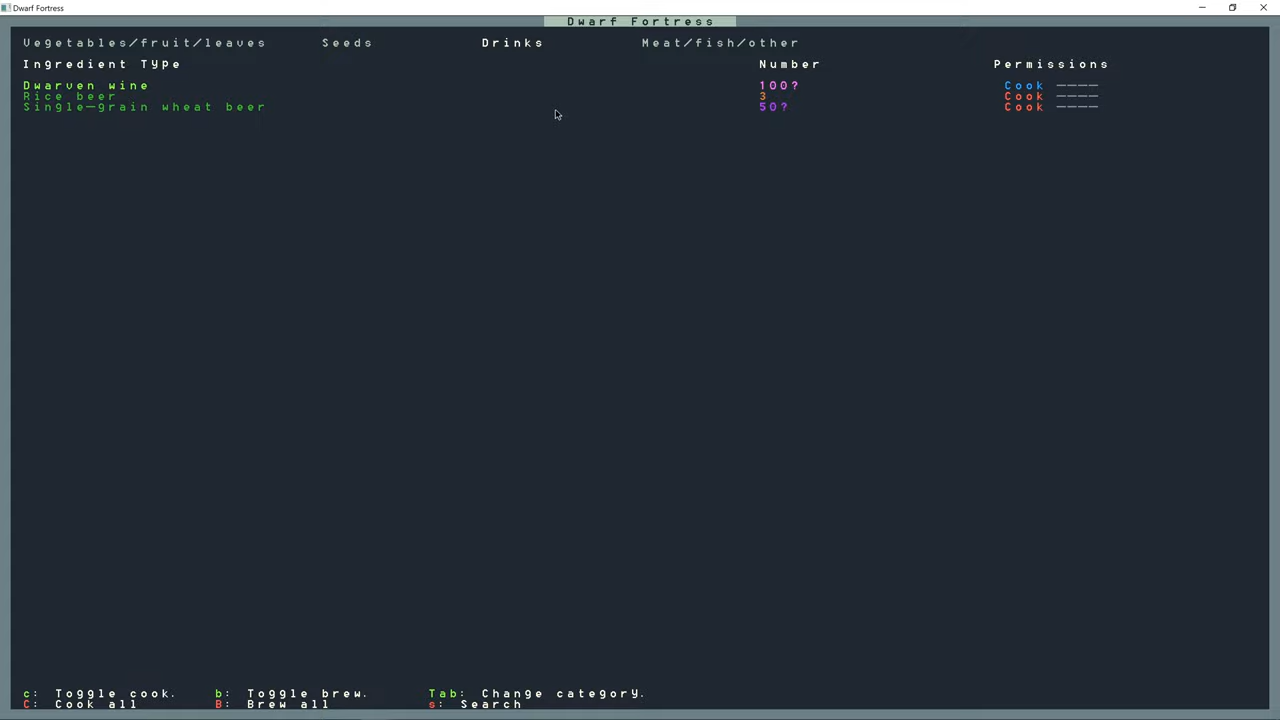 Dwarf Fortress
Dwarf Fortress
Vegetables/fruit/leaves Seeds Drinks Meat/fish/other
Ingredient Type Number Permissions
Dwarven wine 100? Cook ————
Rice beer 3 Cook ————
Single—grain wheat beer 50? Cook ————
c: Toggle cook. b: Toggle brew. Tab: Change category.
C: Cook all B: Brew all s: Search